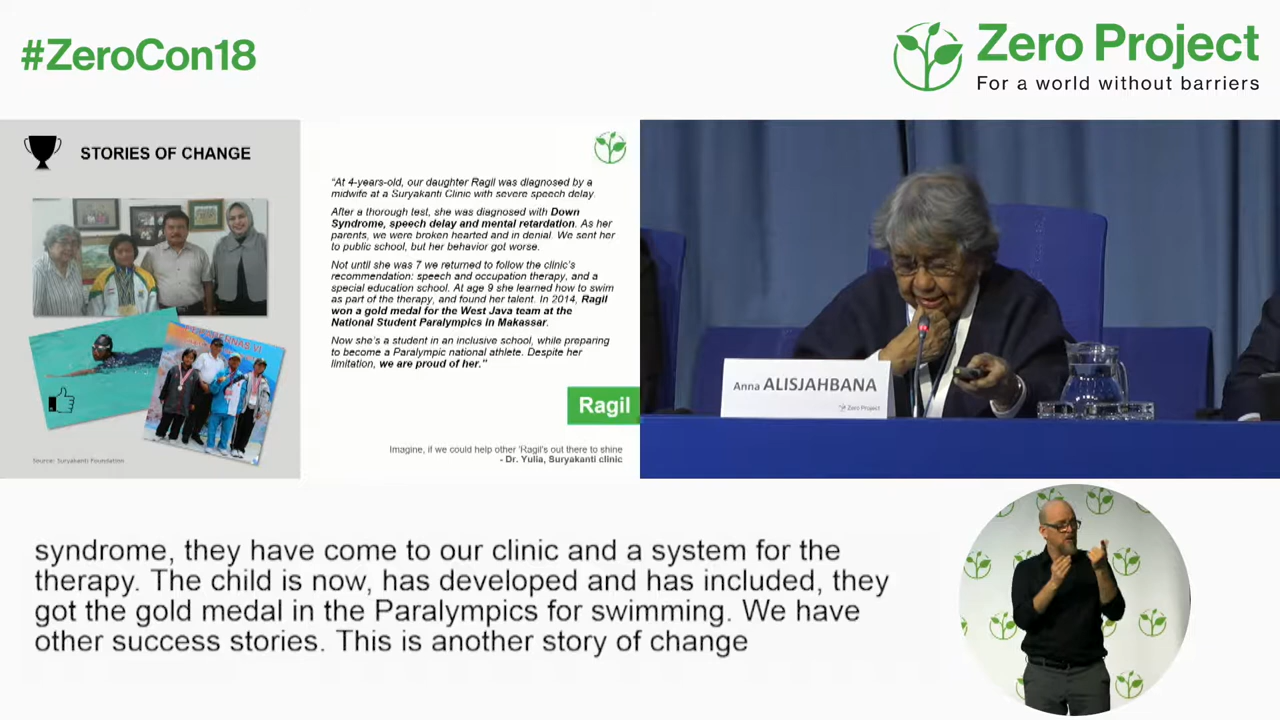 #ZeroCon18
Zero Project
For a world without barriers
STORIES OF CHANGE
"At 4-years-old, our daughter Ragil was diagnosed by a
midwife at a Suryakanti Clinic with severe speech delay.
After a thorough test, she was diagnosed with Down
Syndrome, speech delay and mental retardation. As her
parents, we were broken hearted and in denial. We sent her
to public school, but her behavior got worse.
Not until she was 7 we returned to follow the clinic's
recommendation: speech and occupation therapy, and a
special education school. At age 9 she learned how to swim
as part of the therapy, and found her talent. In 2014, Ragil
won a gold medal for the West Java team at the
National Student Paralympics in Makassar.
Now she's a student in an inclusive school, while preparing
to become a Paralympic national athlete. Despite her
limitation, we are proud of her."
Ragil
Imagine, if we could help other 'Ragil's out there to shine
- Dr. Yulia, Suryakanti clinic
Source: Suryakanti Foundation
Anna ALISJAHBANA
Zero Project
syndrome, they have come to our clinic and a system for the
therapy. The child is now, has developed and has included, they
got the gold medal in the Paralympics for swimming. We have
other success stories. This is another story of change